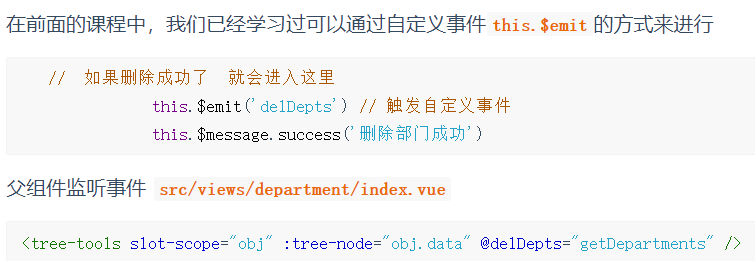 在前面的课程中，我们已经学习过可以通过自定义事件 this.$emit 的方式来进行
//  如果删除成功了  就会进入这里
this.$emit('delDepts') // 触发自定义事件
this.$message.success('删除部门成功')
父组件监听事件 src/views/department/index.vue
<tree-tools slot-scope="obj" :tree-node="obj.data" @delDepts="getDepartments" />